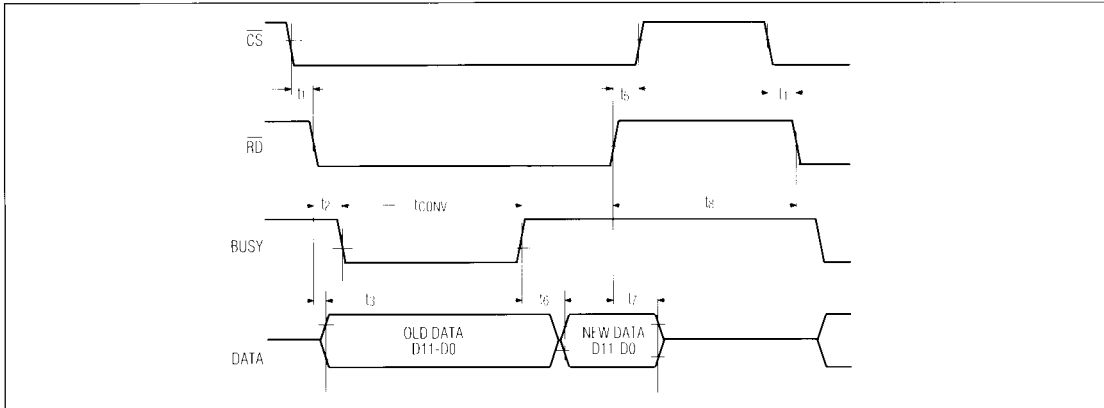 CS
t1
t5
t1
RD
t2
tCONV
t8
BUSY
t3
t6
t7
OLD DATA
D11-D0
NEW DATA
D11-D0
DATA